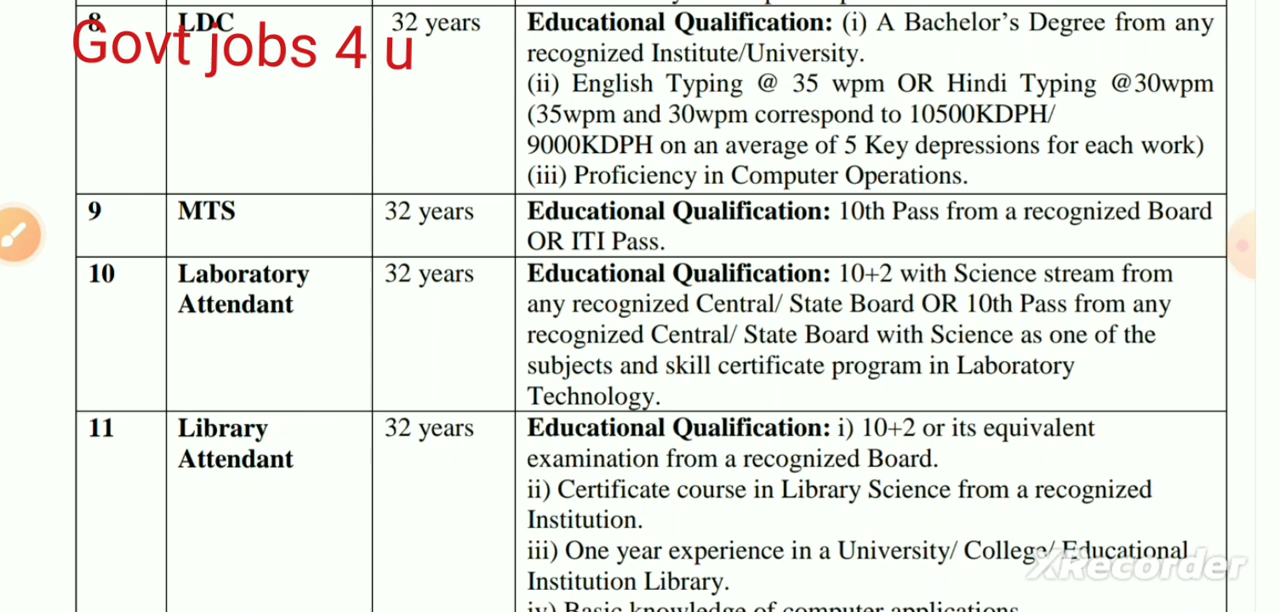 8 LDC 32 years Educational Qualification: (i) A Bachelor’s Degree from any
Govt jobs 4 u
recognized Institute/University.
(ii) English Typing @ 35 wpm OR Hindi Typing @30wpm
(35wpm and 30wpm correspond to 10500KDPH/
9000KDPH on an average of 5 Key depressions for each work)
(iii) Proficiency in Computer Operations.
9 MTS 32 years Educational Qualification: 10th Pass from a recognized Board
OR ITI Pass.
10 Laboratory 32 years Educational Qualification: 10+2 with Science stream from
Attendant any recognized Central/ State Board OR 10th Pass from any
recognized Central/ State Board with Science as one of the
subjects and skill certificate program in Laboratory
Technology.
11 Library 32 years Educational Qualification: i) 10+2 or its equivalent
Attendant examination from a recognized Board.
ii) Certificate course in Library Science from a recognized
Institution.
iii) One year experience in a University/ College/ Educational
Institution Library.
XRecorder
iv) Basic knowledge of computer applications